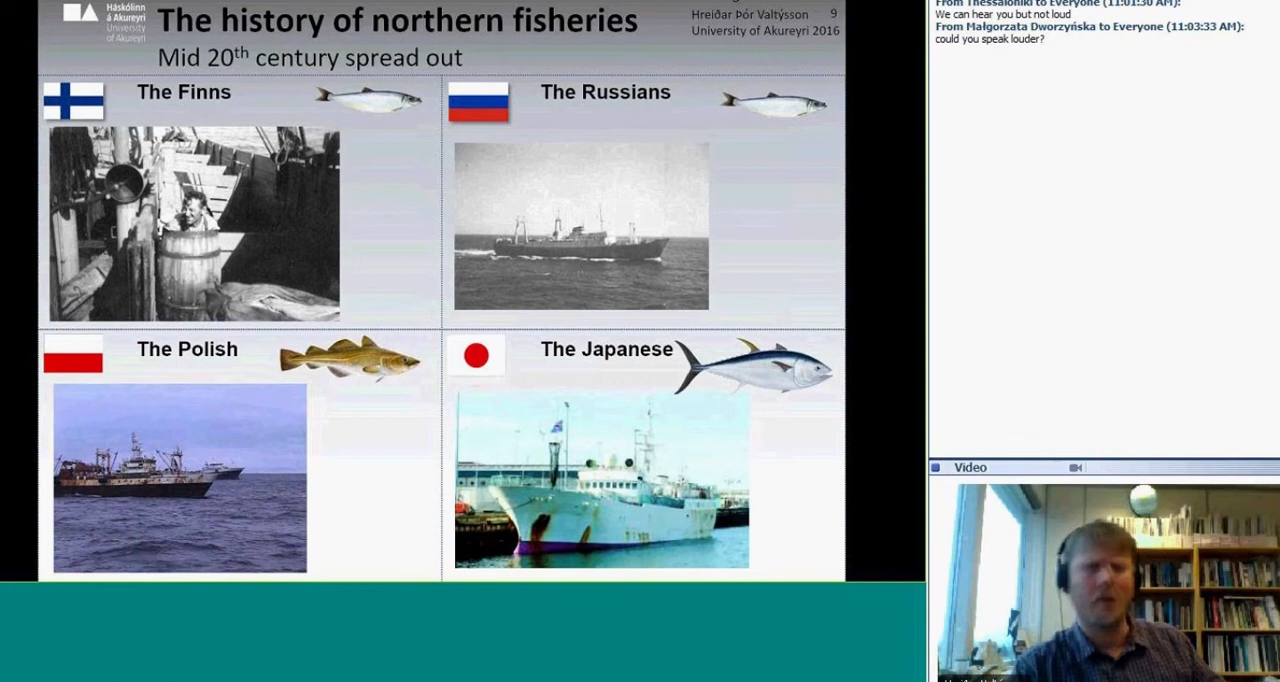 Háskólinn
á Akureyri
University
of Akureyri
The history of northern fisheries
Mid 20th century spread out
Hreiðar Þór Valtýsson 9
University of Akureyri 2016
The Finns
The Russians
The Polish
The Japanese
From Thessaloniki to Everyone (11:01:30 AM):
We can hear you but not loud
From Małgorzata Dworzyńska to Everyone (11:03:33 AM):
could you speak louder?
Video